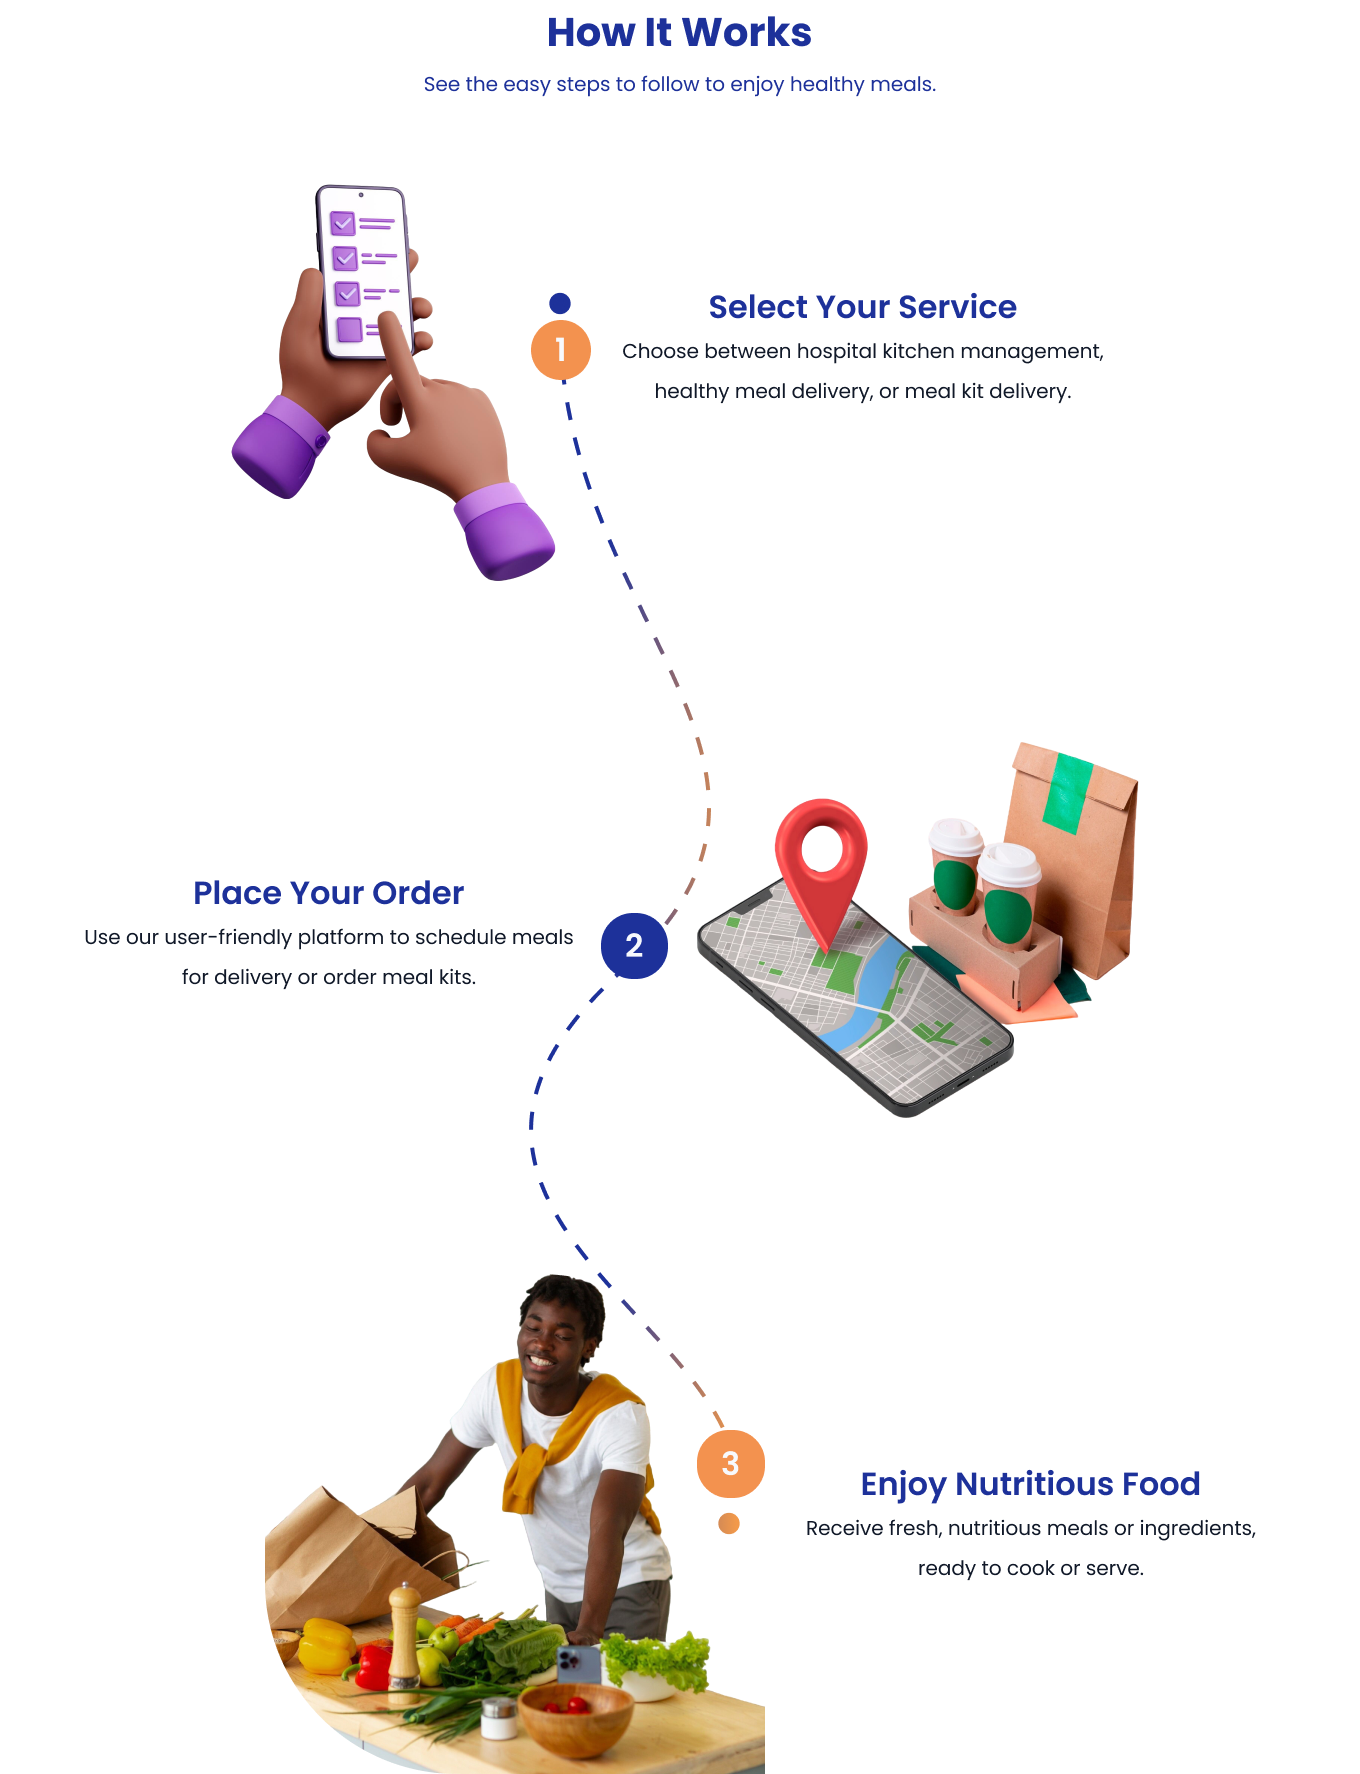 How It Works
See the easy steps to follow to enjoy healthy meals.
1
Select Your Service
Choose between hospital kitchen management,
healthy meal delivery, or meal kit delivery.
Place Your Order
Use our user-friendly platform to schedule meals
for delivery or order meal kits.
2
3
Enjoy Nutritious Food
Receive fresh, nutritious meals or ingredients,
ready to cook or serve.